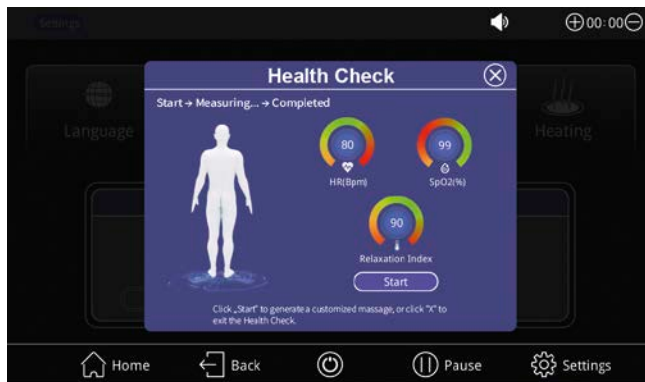 Settings
00:00
Health Check
Start → Measuring... → Completed
Language
Heating
80
99
HR(Bpm)
SpO2(%)
90
Relaxation Index
Start
Click „Start" to generate a customized massage, or click "X" to
exit the Health Check.
Home
Back
Pause
Settings